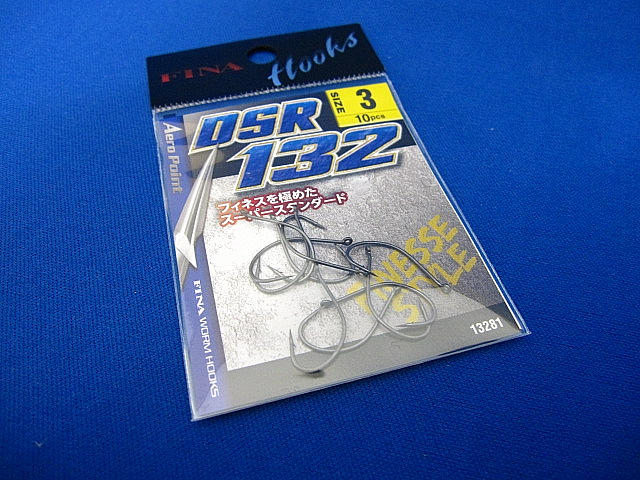 FINA Hooks
SIZE 3
10pcs
DSR
132
Aero Point
フィネスを極めた
スーパースタンダード
FINESSE
STYLE
FINA WORM HOOKS
13281